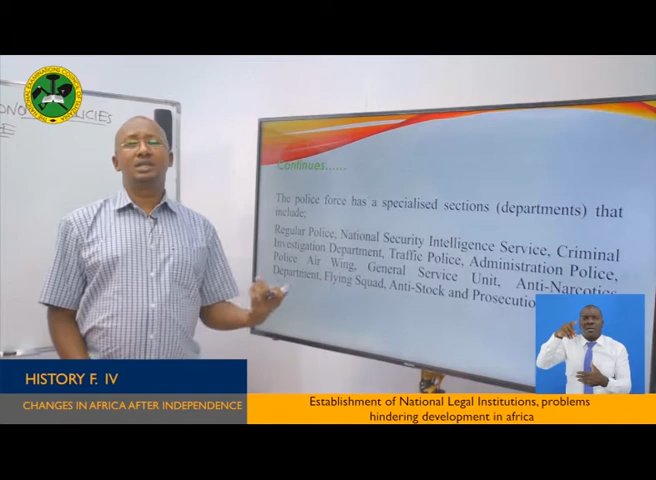 POLICIES
Continues......
The police force has a specialised sections (departments) that
include;
Regular Police, National Security Intelligence Service, Criminal
Investigation Department, Traffic Police, Administration Police,
Police Air Wing, General Service Unit, Anti-Narcotics
Department, Flying Squad, Anti-Stock and Prosecutio
HISTORY F. IV
CHANGES IN AFRICA AFTER INDEPENDENCE
Establishment of National Legal Institutions, problems
hindering development in africa